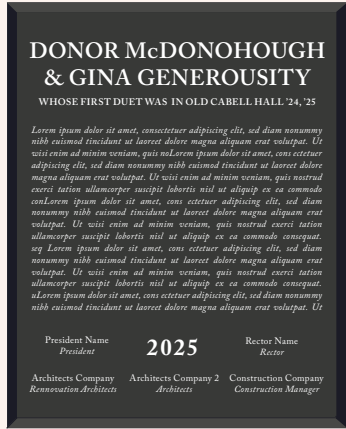 DONOR McDONOHOUGH
& GINA GENEROUSITY
WHOSE FIRST DUET WAS IN OLD CABELL HALL '24, '25
Lorem ipsum dolor sit amet, consectetuer adipiscing elit, sed diam nonummy
nibh euismod tincidunt ut laoreet dolore magna aliquam erat volutpat. Ut
wisi enim ad minim veniam, quis noLorem ipsum dolor sit amet, cons ectetuer
adipiscing elit, sed diam nonummy nibh euismod tincidunt ut laoreet dolore
magna aliquam erat volutpat. Ut wisi enim ad minim veniam, quis nostrud
exerci tation ullamcorper suscipit lobortis nisl ut aliquip ex ea commodo
conLorem ipsum dolor sit amet, cons ectetuer adipiscing elit, sed diam
nonummy nibh euismod tincidunt ut laoreet dolore magna aliquam erat
volutpat. Ut wisi enim ad minim veniam, quis nostrud exerci tation
ullamcorper suscipit lobortis nisl ut aliquip ex ea commodo consequat.
seq Lorem ipsum dolor sit amet, cons ectetuer adipiscing elit, sed diam
nonummy nibh euismod tincidunt ut laoreet dolore magna aliquam erat
volutpat. Ut wisi enim ad minim veniam, quis nostrud exerci tation
ullamcorper suscipit lobortis nisl ut aliquip ex ea commodo consequat.
uLorem ipsum dolor sit amet, cons ectetuer adipiscing elit, sed diam nonummy
nibh euismod tincidunt ut laoreet dolore magna aliquam erat volutpat. Ut
President Name
President
2025
Rector Name
Rector
Architects Company
Rennovation Architects
Architects Company 2
Architects
Construction Company
Construction Manager